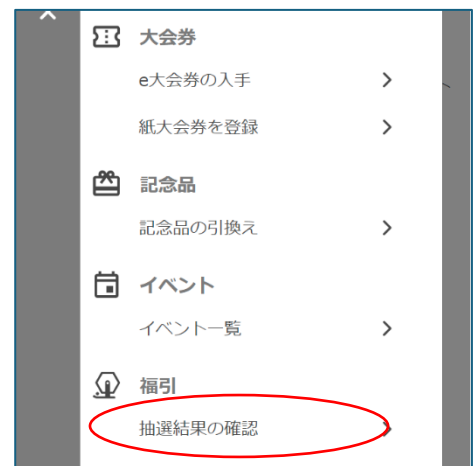 大会券
e大会券の入手
紙大会券を登録
記念品
記念品の引換え
イベント
イベント一覧
福引
抽選結果の確認